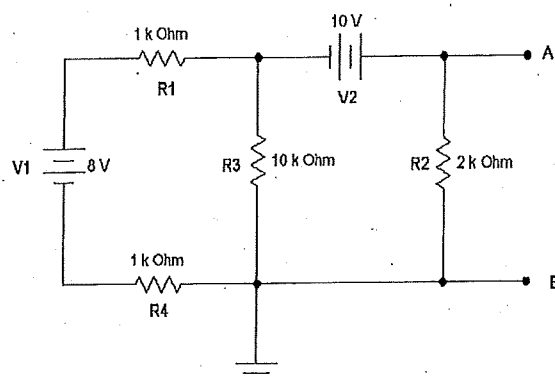 10 V
1 k Ohm
A
R1
V2
V1
8 V
R3
10 k Ohm
R2
2 k Ohm
1 k Ohm
B
R4